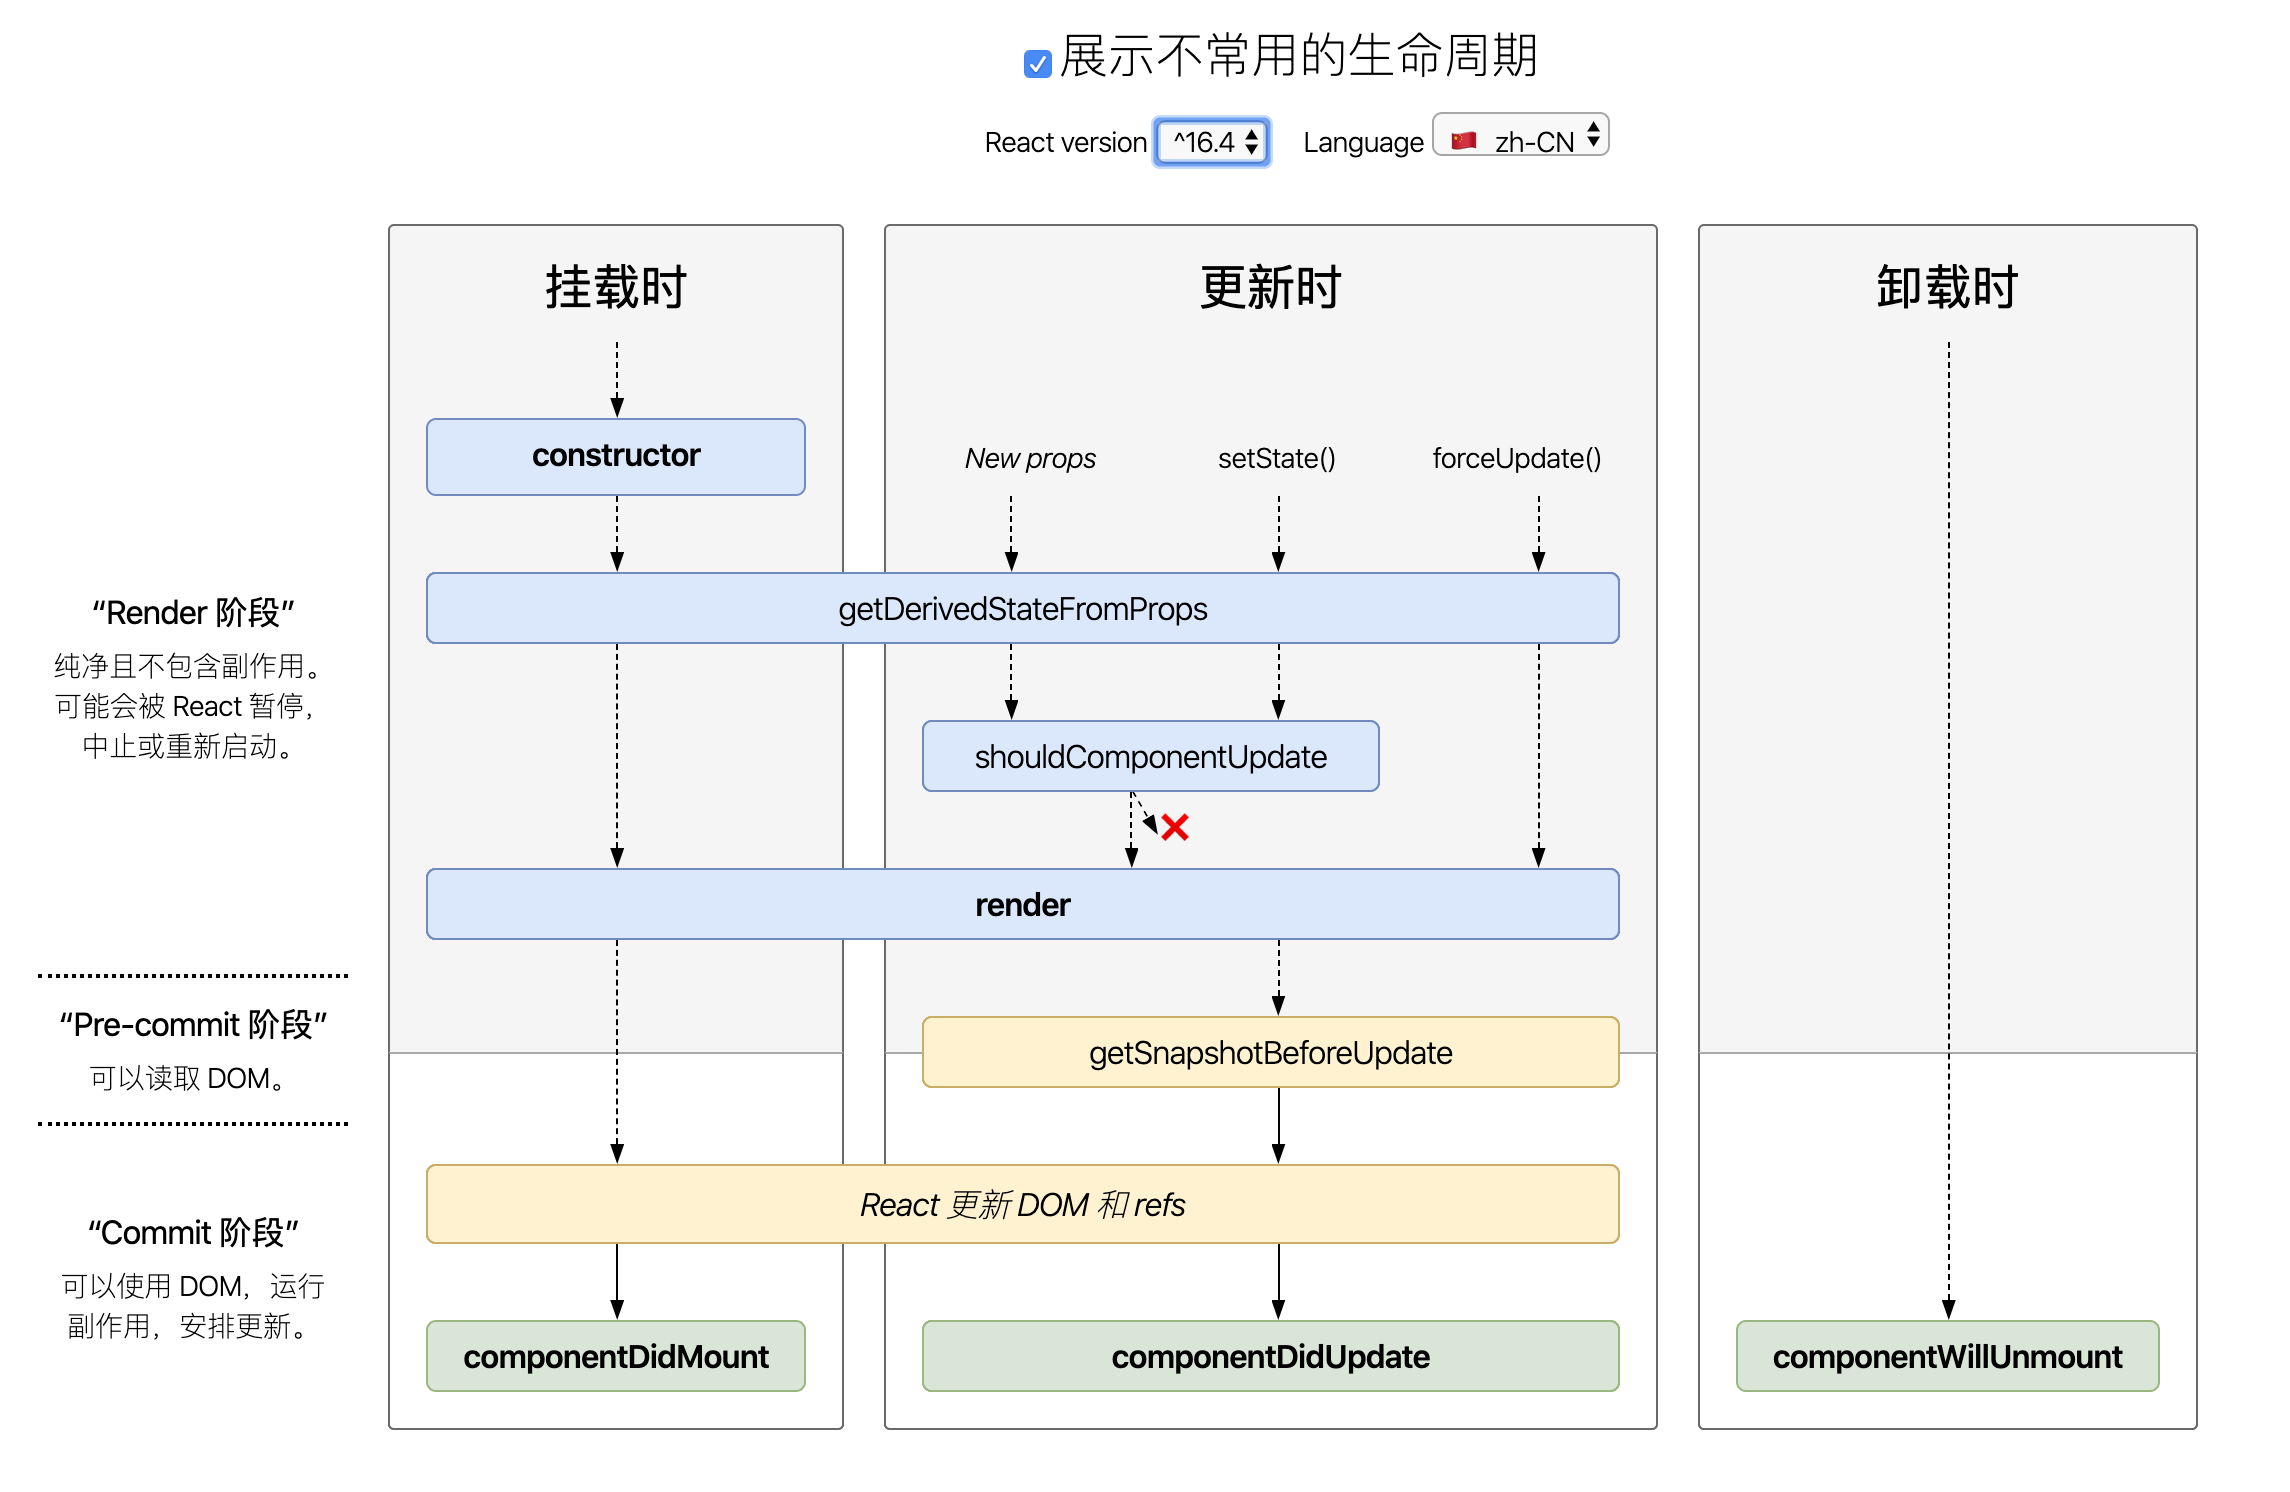 展示不常用的生命周期
React version ^16.4 Language zh-CN
挂载时
更新时
卸载时
constructor
New props
setState()
forceUpdate()
“Render 阶段”
纯净且不包含副作用。
可能会被 React 暂停，
中止或重新启动。
getDerivedStateFromProps
shouldComponentUpdate
render
“Pre-commit 阶段”
可以读取 DOM。
getSnapshotBeforeUpdate
“Commit 阶段”
可以使用 DOM，运行
副作用，安排更新。
React 更新 DOM 和 refs
componentDidMount
componentDidUpdate
componentWillUnmount